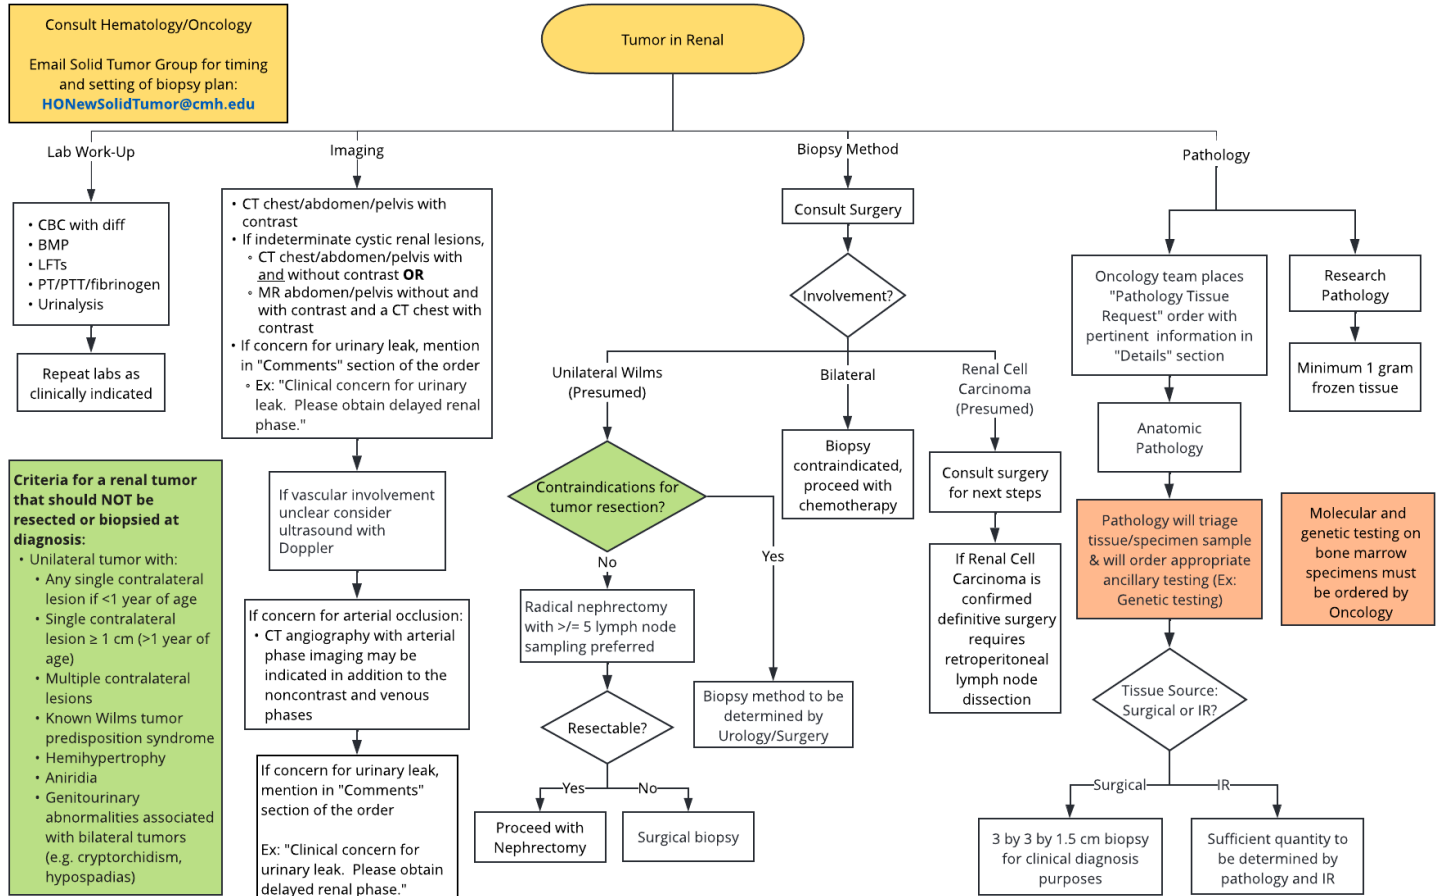 Consult Hematology/Oncology
Email Solid Tumor Group for timing
and setting of biopsy plan:
HONewSolidTumor@cmh.edu
Tumor in Renal
Lab Work-Up
• CBC with diff
• BMP
• LFTs
• PT/PTT/fibrinogen
• Urinalysis
Repeat labs as
clinically indicated
Criteria for a renal tumor
that should NOT be
resected or biopsied at
diagnosis:
• Unilateral tumor with:
• Any single contralateral
lesion if <1 year of age
• Single contralateral
lesion ≥ 1 cm (>1 year of
age)
• Multiple contralateral
lesions
• Known Wilms tumor
predisposition syndrome
• Hemihypertrophy
• Aniridia
• Genitourinary
abnormalities associated
with bilateral tumors
(e.g. cryptorchidism,
hypospadias)
Imaging
• CT chest/abdomen/pelvis with
contrast
• If indeterminate cystic renal lesions,
◦ CT chest/abdomen/pelvis with
and without contrast OR
◦ MR abdomen/pelvis without and
with contrast and a CT chest with
contrast
• If concern for urinary leak, mention
in "Comments" section of the order
◦ Ex: "Clinical concern for urinary
leak. Please obtain delayed renal
phase."
If vascular involvement
unclear consider
ultrasound with
Doppler
If concern for arterial occlusion:
• CT angiography with arterial
phase imaging may be
indicated in addition to the
noncontrast and venous
phases
If concern for urinary leak,
mention in "Comments"
section of the order
Ex: "Clinical concern for
urinary leak. Please obtain
delayed renal phase."
Biopsy Method
Consult Surgery
Involvement?
Unilateral Wilms
(Presumed)
Contraindications for
tumor resection?
No
Yes
Radical nephrectomy
with >/= 5 lymph node
sampling preferred
Resectable?
Yes
No
Proceed with
Nephrectomy
Surgical biopsy
Biopsy method to be
determined by
Urology/Surgery
Bilateral
Biopsy
contraindicated,
proceed with
chemotherapy
Renal Cell
Carcinoma
(Presumed)
Consult surgery
for next steps
If Renal Cell
Carcinoma is
confirmed
definitive surgery
requires
retroperitoneal
lymph node
dissection
Pathology
Oncology team places
"Pathology Tissue
Request" order with
pertinent information in
"Details" section
Anatomic
Pathology
Pathology will triage
tissue/specimen sample
& will order appropriate
ancillary testing (Ex:
Genetic testing)
Tissue Source:
Surgical or IR?
Surgical
IR
3 by 3 by 1.5 cm biopsy
for clinical diagnosis
purposes
Sufficient quantity to
be determined by
pathology and IR
Research
Pathology
Minimum 1 gram
frozen tissue
Molecular and
genetic testing on
bone marrow
specimens must
be ordered by
Oncology